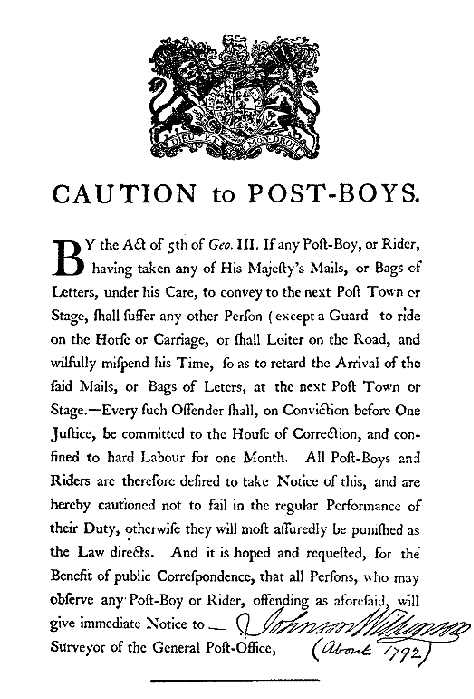 DIEU ET MON DROIT
CAUTION to POST-BOYS.
BY the Act of 5th of Geo. III. If any Poſt-Boy, or Rider,
having taken any of His Majeſty's Mails, or Bags of
Letters, under his Care, to convey to the next Poſt Town or
Stage, ſhall ſuffer any other Perſon (except a Guard to ride
on the Horſe or Carriage, or ſhall Loiter on the Road, and
wilfully miſpend his Time, ſo as to retard the Arrival of the
ſaid Mails, or Bags of Leters, at the next Poſt Town or
Stage.—Every ſuch Offender ſhall, on Conviction before One
Juſtice, be committed to the Houſe of Correction, and con-
fined to hard Labour for one Month. All Poſt-Boys and
Riders are therefore deſired to take Notice of this, and are
hereby cautioned not to fail in the regular Performance of
their Duty, otherwiſe they will moſt aſſuredly be puniſhed as
the Law directs. And it is hoped and requeſted, for the
Benefit of public Correſpondence, that all Perſons, who may
obſerve any Poſt-Boy or Rider, offending as aforeſaid, will
give immediate Notice to— Johnson Wilkinson
Surveyor of the General Poſt-Office, (About 1792)